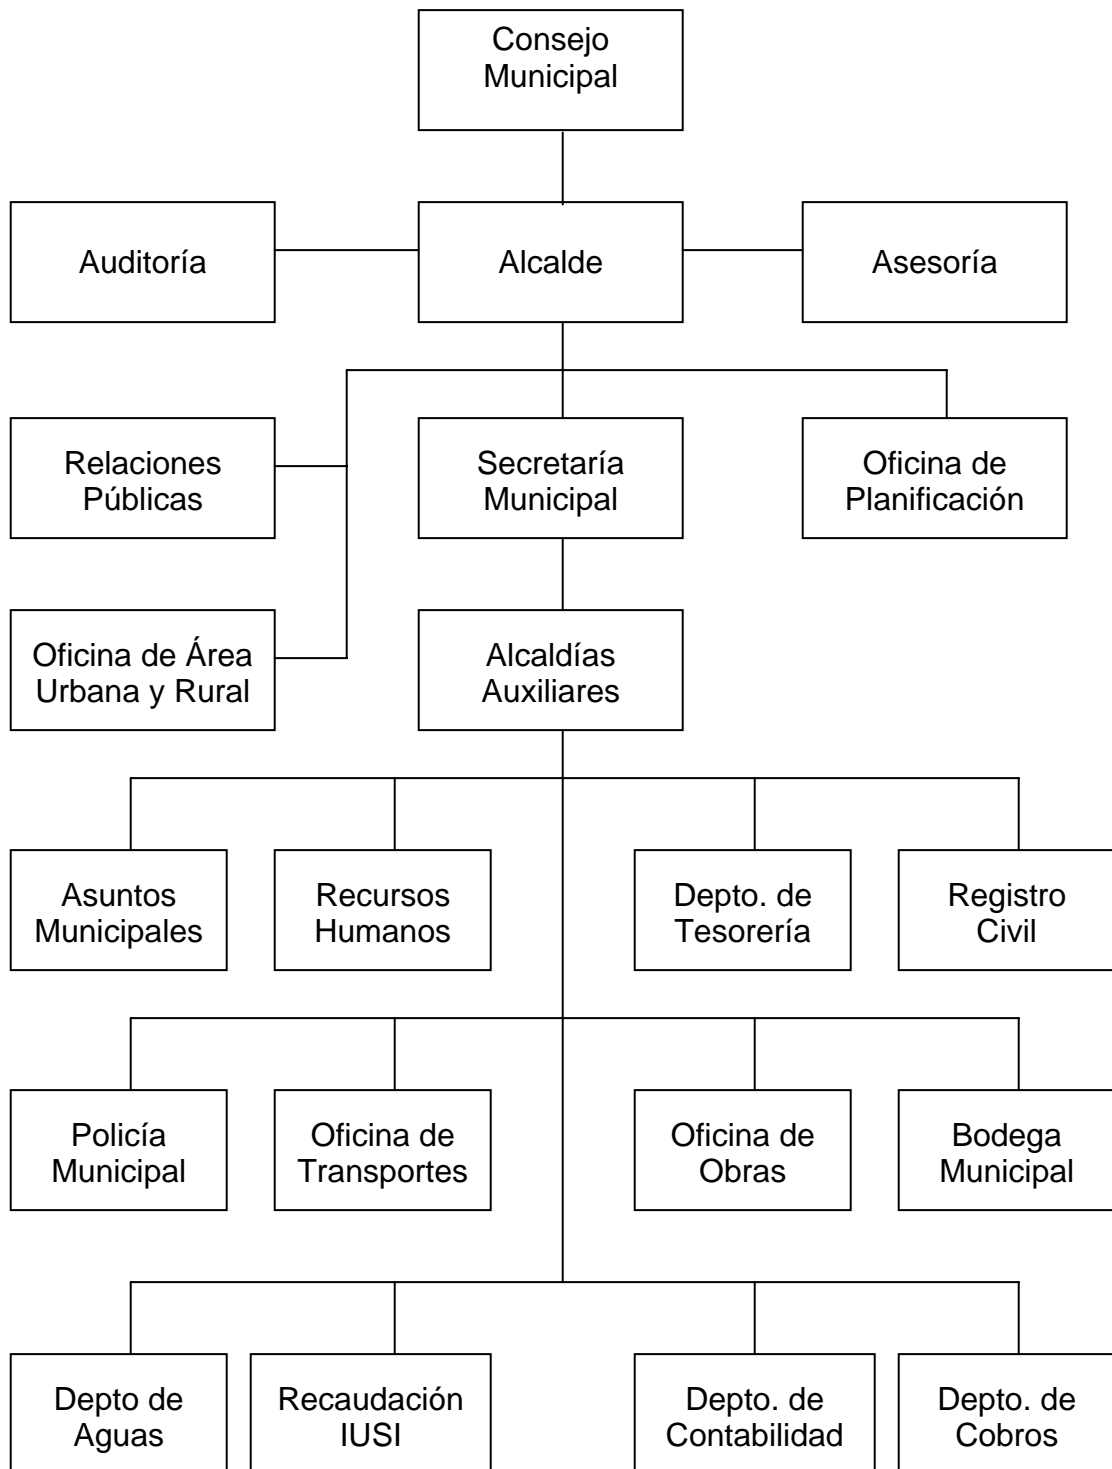 Consejo
Municipal
Auditoría
Alcalde
Asesoría
Relaciones
Públicas
Secretaría
Municipal
Oficina de
Planificación
Oficina de Área
Urbana y Rural
Alcaldías
Auxiliares
Asuntos
Municipales
Recursos
Humanos
Depto. de
Tesorería
Registro
Civil
Policía
Municipal
Oficina de
Transportes
Oficina de
Obras
Bodega
Municipal
Depto de
Aguas
Recaudación
IUSI
Depto. de
Contabilidad
Depto. de
Cobros